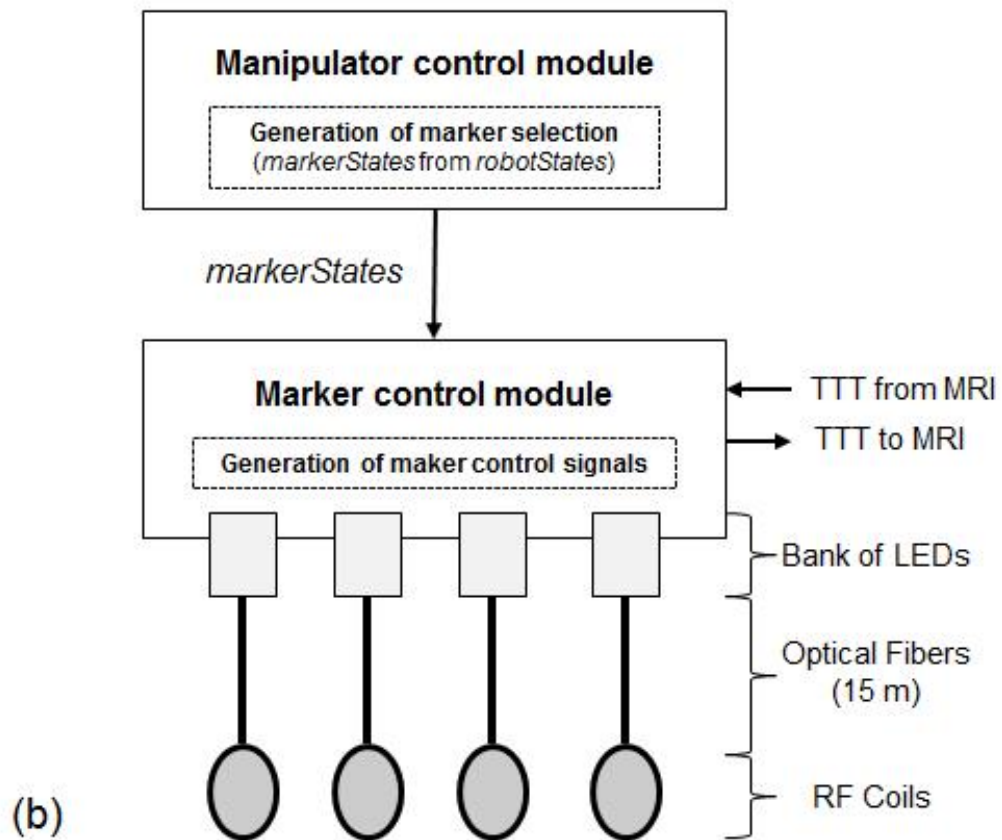 Manipulator control module
Generation of marker selection
(markerStates from robotStates)
markerStates
Marker control module
Generation of maker control signals
TTT from MRI
TTT to MRI
Bank of LEDs
Optical Fibers
(15 m)
RF Coils
(b)